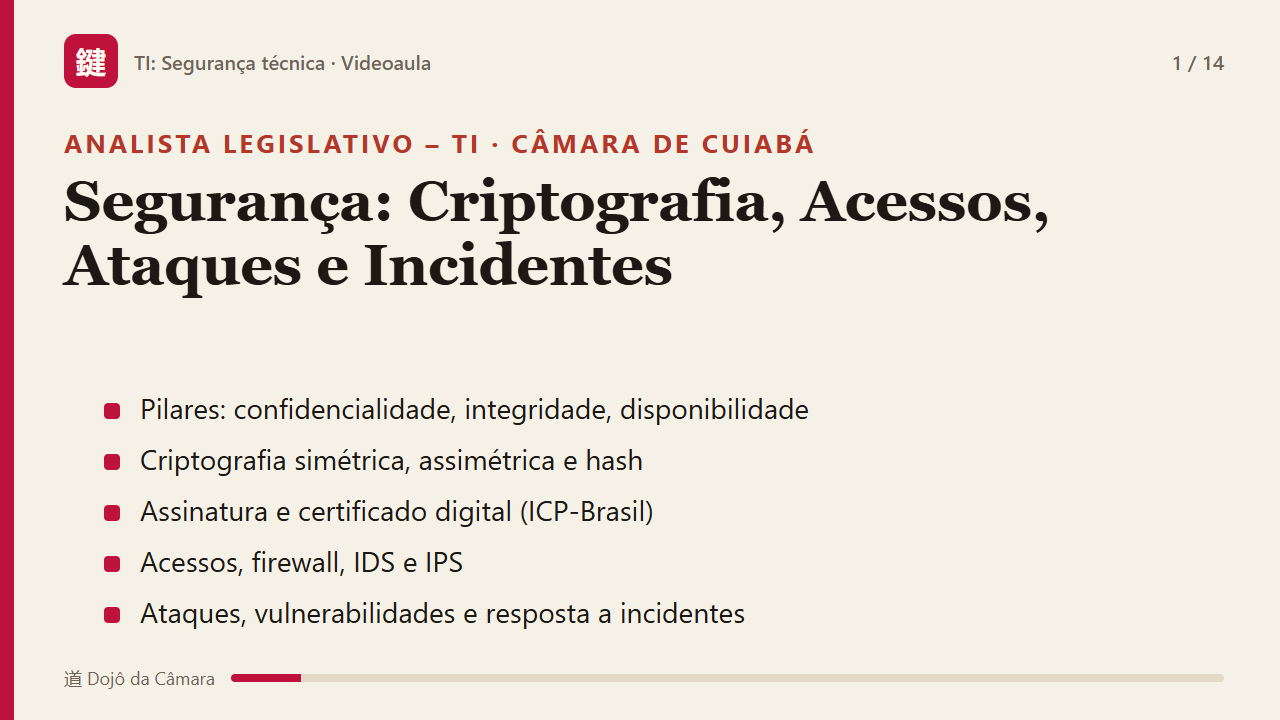 鍵 TI: Segurança técnica · Videoaula 1 / 14
ANALISTA LEGISLATIVO – TI · CÂMARA DE CUIABÁ
Segurança: Criptografia, Acessos,
Ataques e Incidentes
Pilares: confidencialidade, integridade, disponibilidade
Criptografia simétrica, assimétrica e hash
Assinatura e certificado digital (ICP-Brasil)
Acessos, firewall, IDS e IPS
Ataques, vulnerabilidades e resposta a incidentes
道 Dojô da Câmara